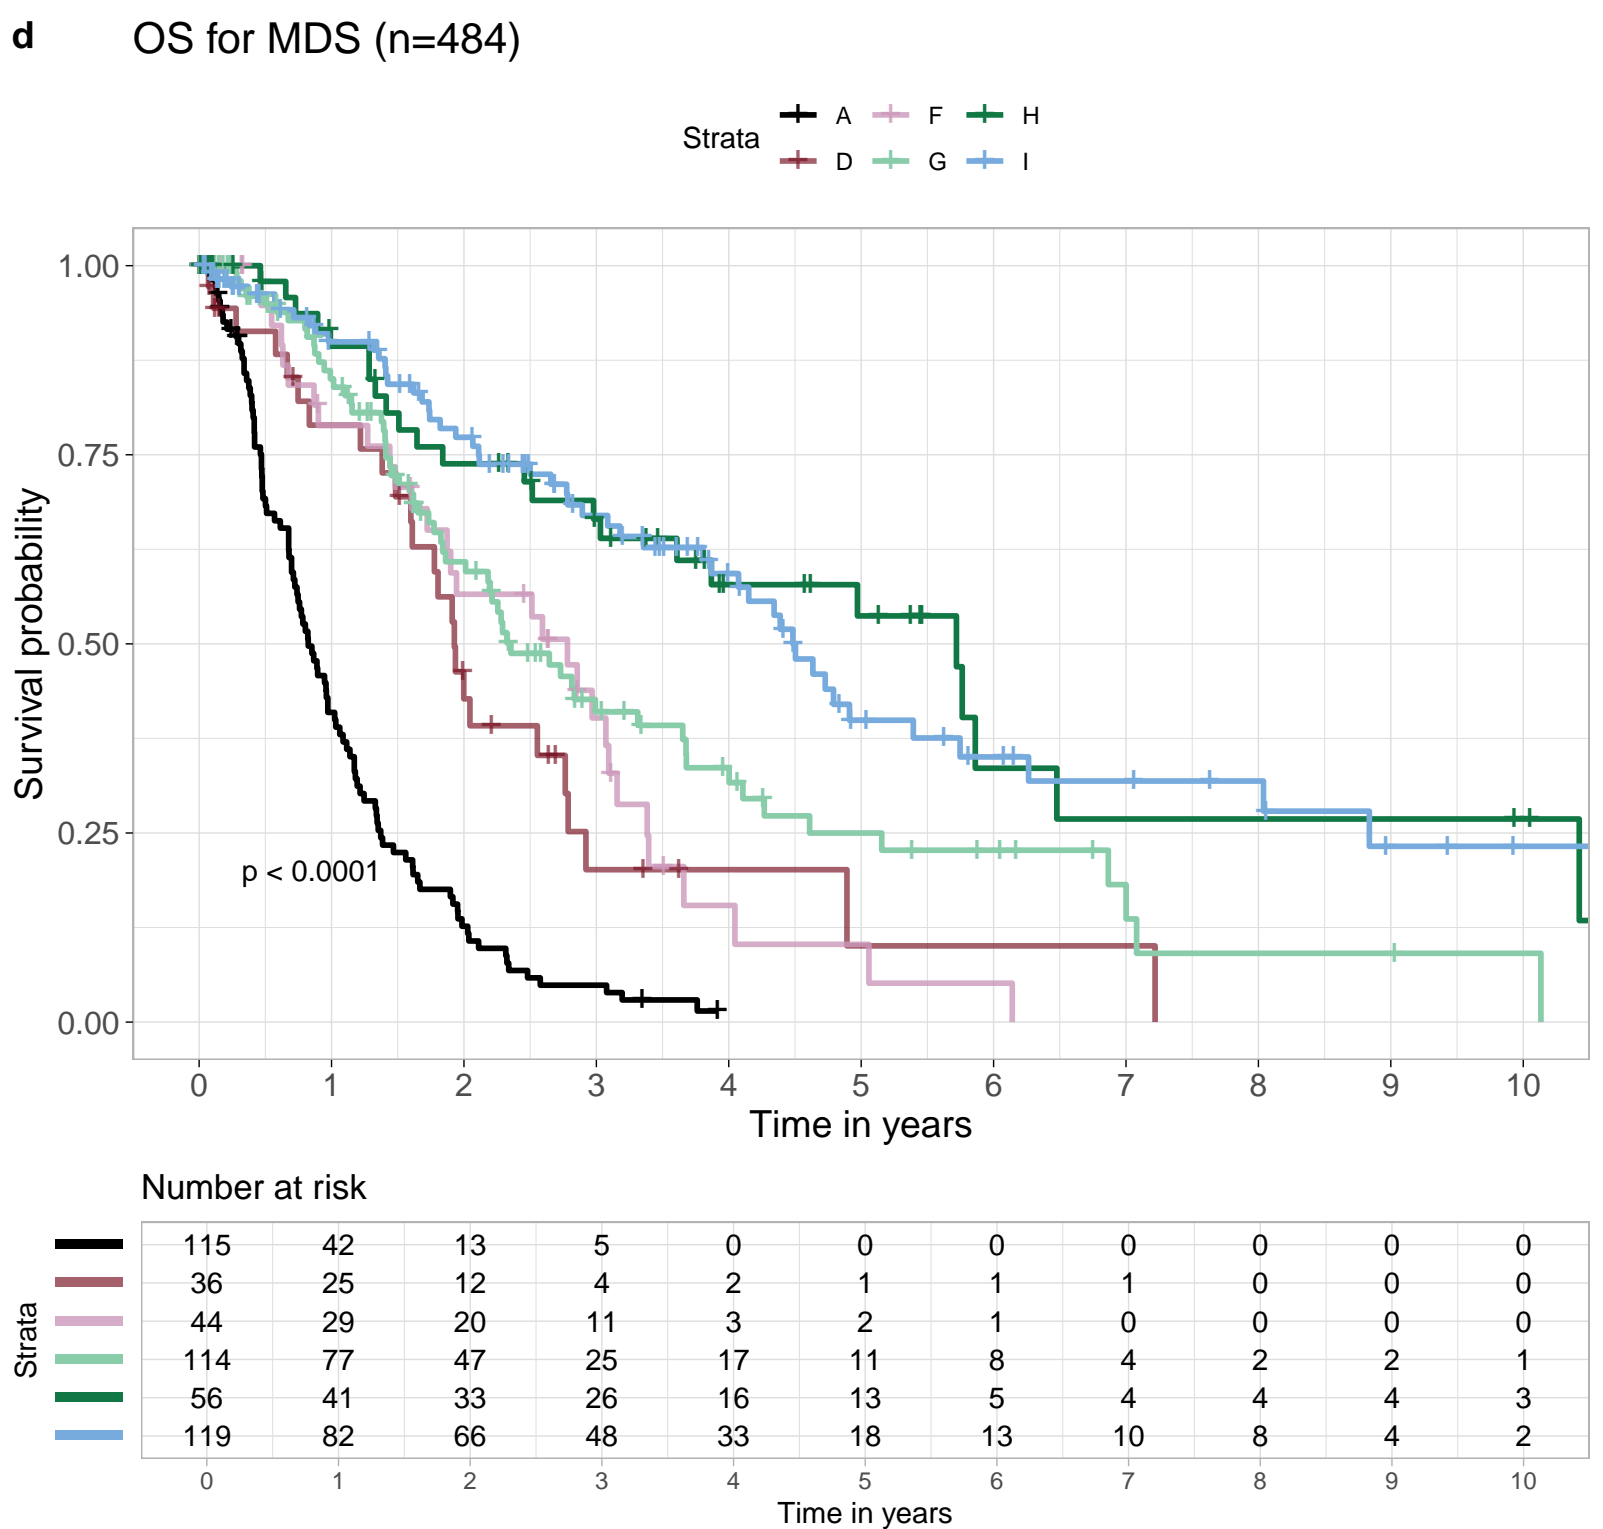 d OS for MDS (n=484)
Strata A F H
D G I
1.00
0.75
0.50
0.25
0.00
Survival probability
p < 0.0001
0 1 2 3 4 5 6 7 8 9 10
Time in years
Number at risk
Strata
115 42 13 5 0 0 0 0 0 0 0
36 25 12 4 2 1 1 1 0 0 0
44 29 20 11 3 2 1 0 0 0 0
114 77 47 25 17 11 8 4 2 2 1
56 41 33 26 16 13 5 4 4 4 3
119 82 66 48 33 18 13 10 8 4 2
0 1 2 3 4 5 6 7 8 9 10
Time in years